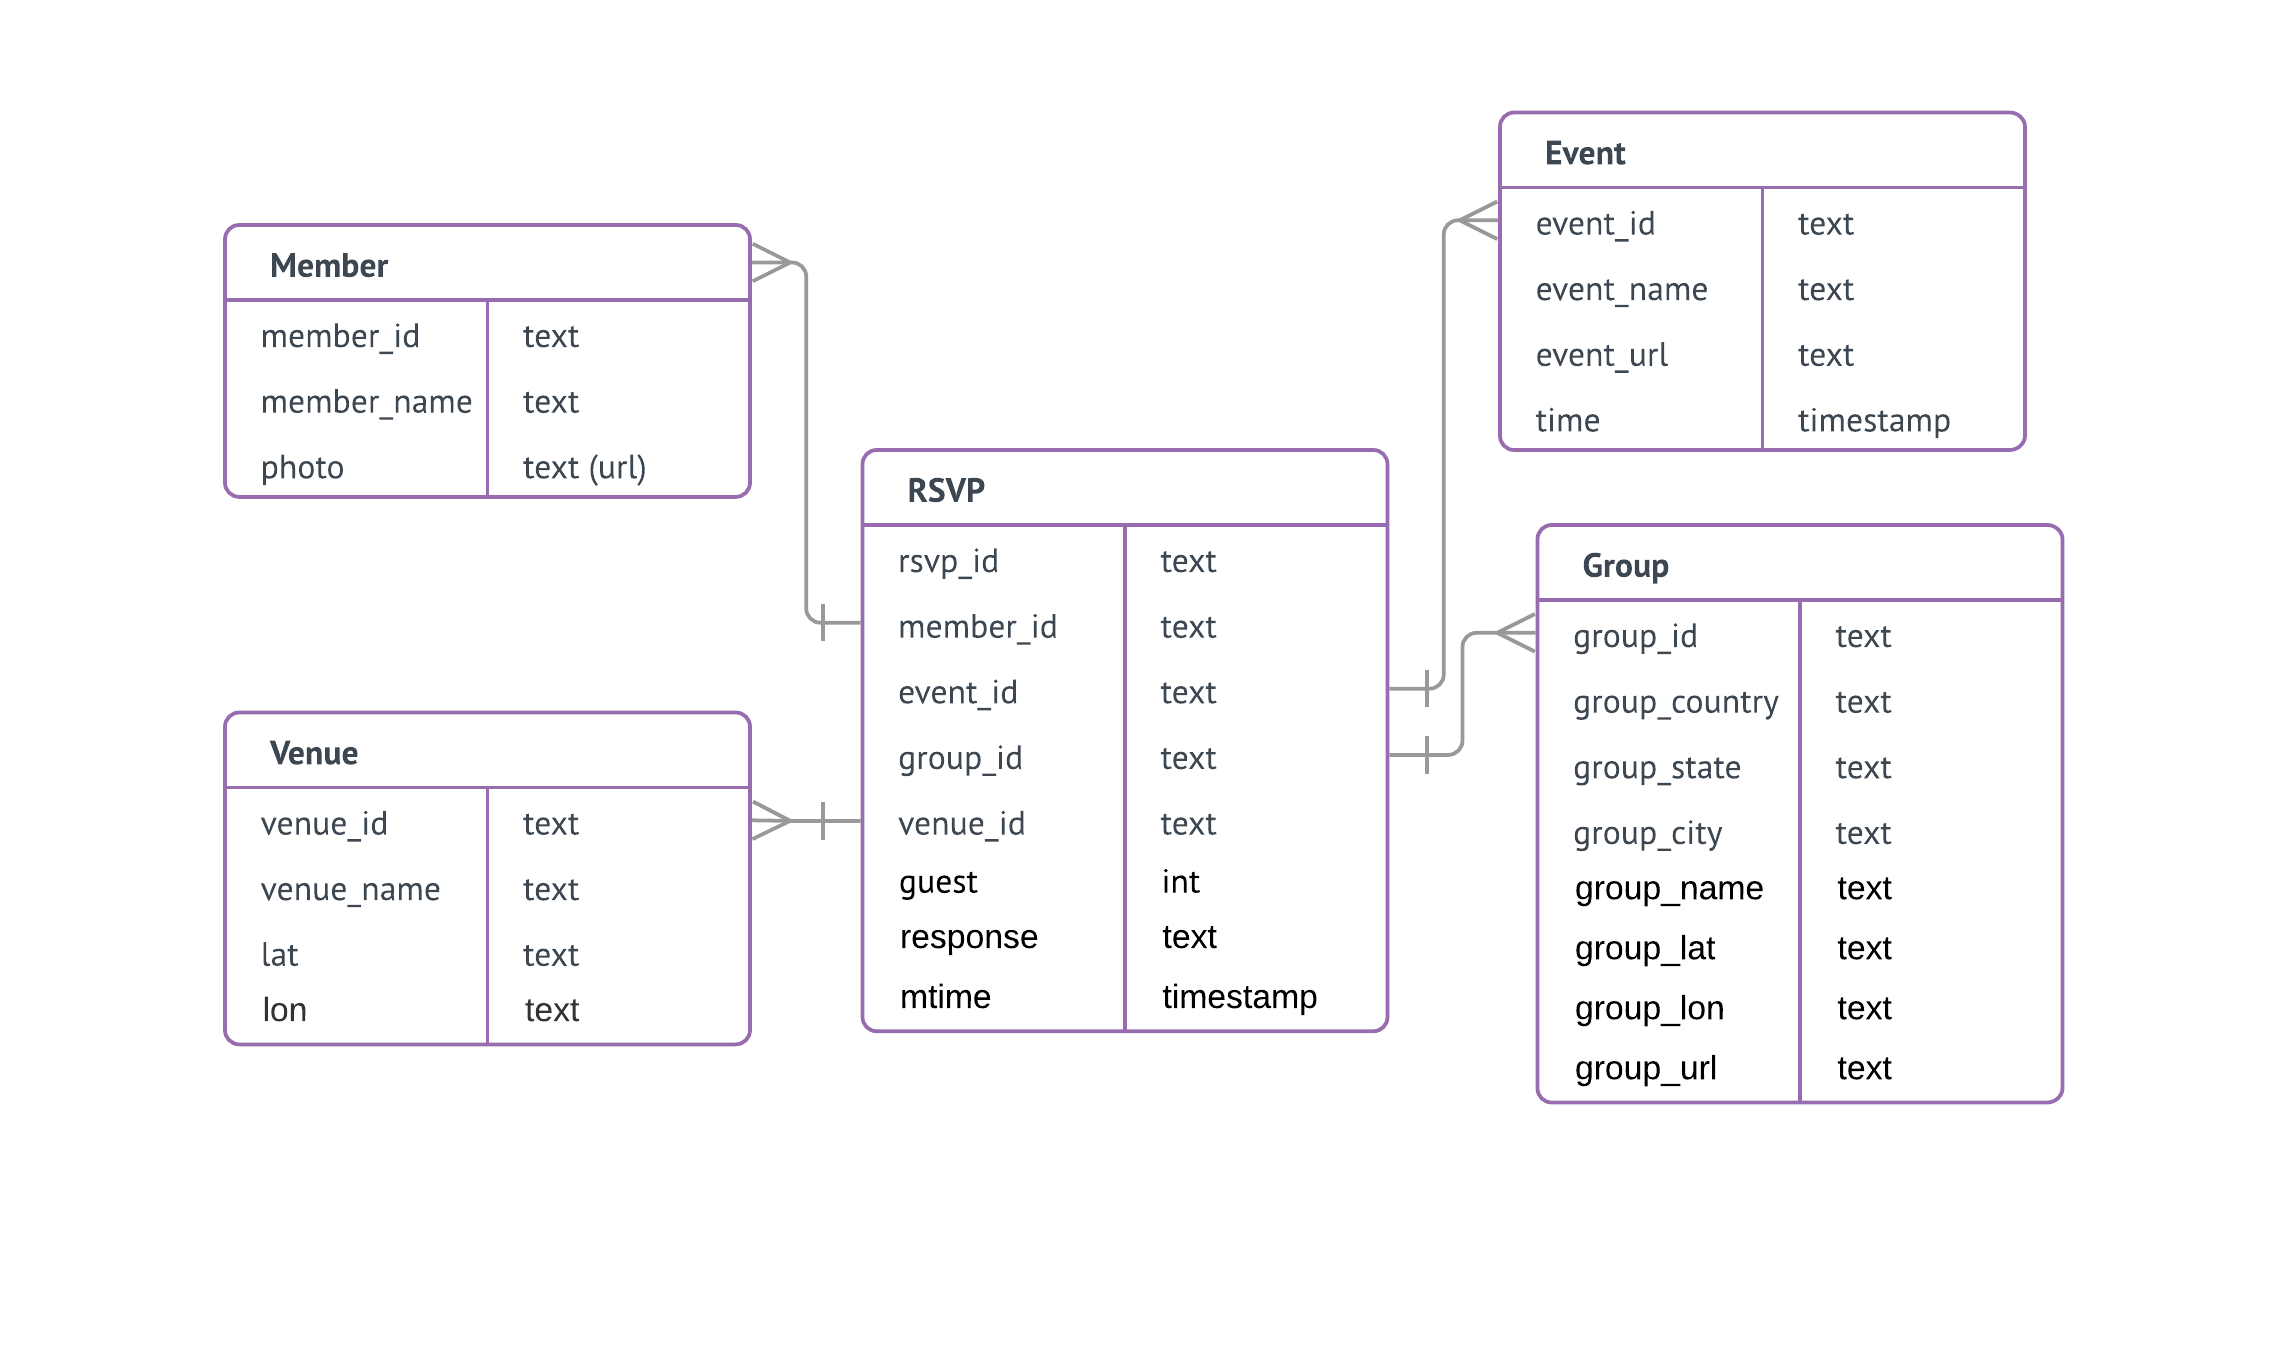 Member
member_id text
member_name text
photo text (url)
Venue
venue_id text
venue_name text
lat text
lon text
RSVP
rsvp_id text
member_id text
event_id text
group_id text
venue_id text
guest int
response text
mtime timestamp
Event
event_id text
event_name text
event_url text
time timestamp
Group
group_id text
group_country text
group_state text
group_city text
group_name text
group_lat text
group_lon text
group_url text